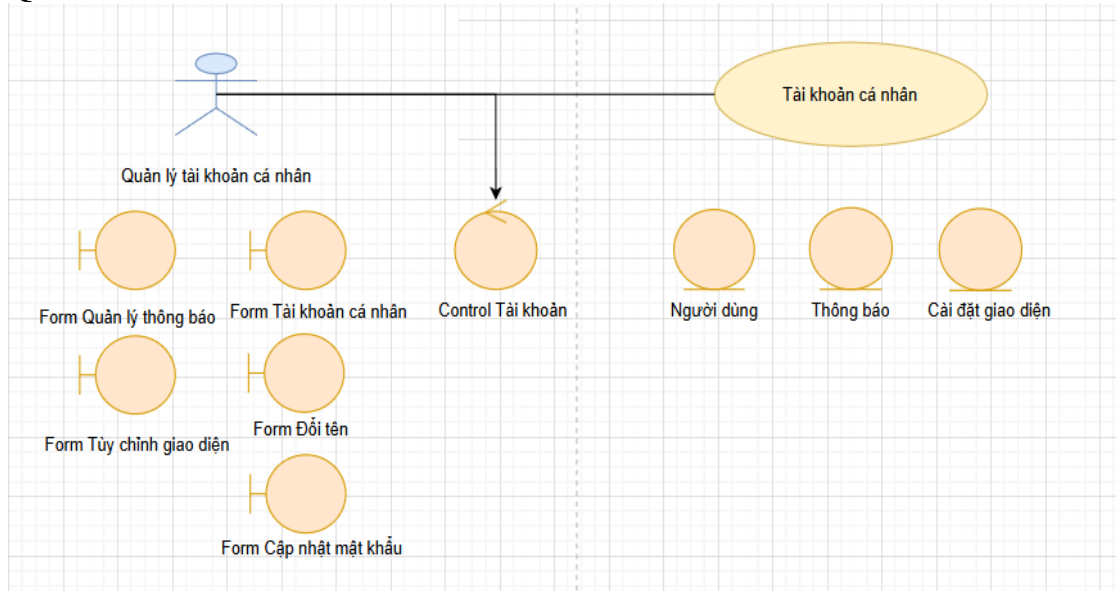 Tài khoản cá nhân
Quản lý tài khoản cá nhân
Form Quản lý thông báo
Form Tài khoản cá nhân
Control Tài khoản
Người dùng
Thông báo
Cài đặt giao diện
Form Tùy chỉnh giao diện
Form Đổi tên
Form Cập nhật mật khẩu